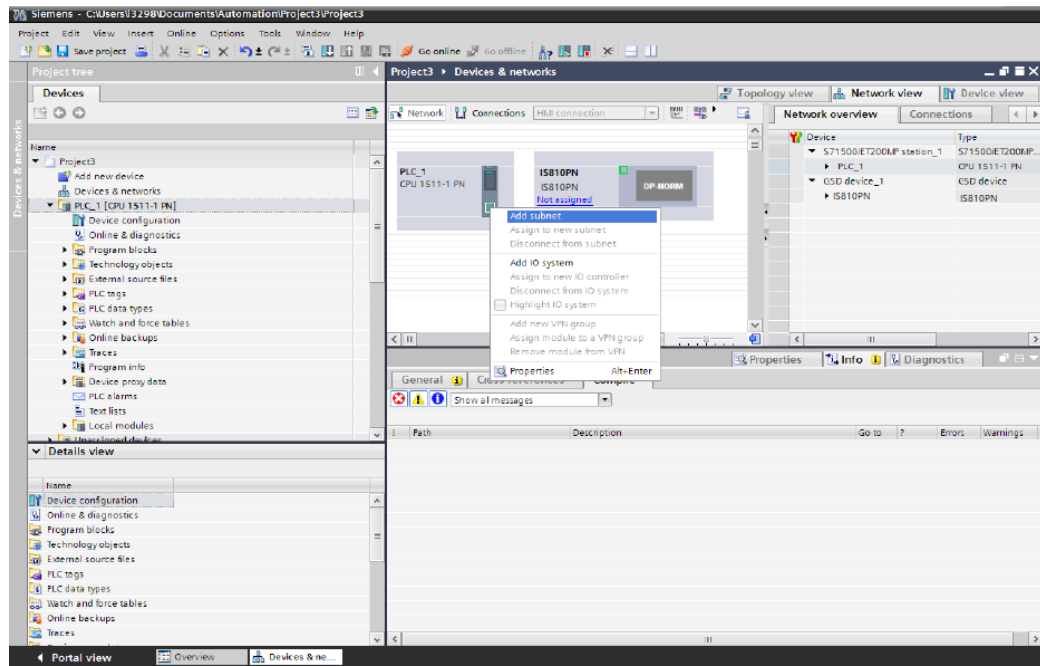 Siemens - C:\Users\13298\Documents\Automation\Project3\Project3
Project Edit View Insert Online Options Tools Window Help
Save project Go online Go offline
Project tree
Project3 ▸ Devices & networks
Devices
Topology view Network view Device view
Network Connections HMI connection
Network overview Connections
Devices & networks
Name
Project3
Add new device
Devices & networks
PLC_1 [CPU 1511-1 PN]
Device configuration
Online & diagnostics
Program blocks
Technology objects
External source files
PLC tags
PLC data types
Watch and force tables
Online backups
Traces
Program info
Device proxy data
PLC alarms
Text lists
Local modules
Unassigned devices
PLC_1
CPU 1511-1 PN
IS810PN
IS810PN
Not assigned
DP-NORM
Add subnet
Assign to new subnet
Disconnect from subnet
Add IO system
Assign to new IO controller
Disconnect from IO system
Highlight IO system
Add new VPN group
Assign module to a VPN group
Remove module from VPN
Properties Alt+Enter
Device Type
S71500/ET200MP station_1 S71500/ET200MP...
PLC_1 CPU 1511-1 PN
GSD device_1 GSD device
IS810PN IS810PN
Properties Info Diagnostics
General Cross-references Compile
Show all messages
! Path Description Go to ? Errors Warnings
Details view
Name
Device configuration
Online & diagnostics
Program blocks
Technology objects
External source files
PLC tags
PLC data types
Watch and force tables
Online backups
Traces
Portal view Overview Devices & ne...